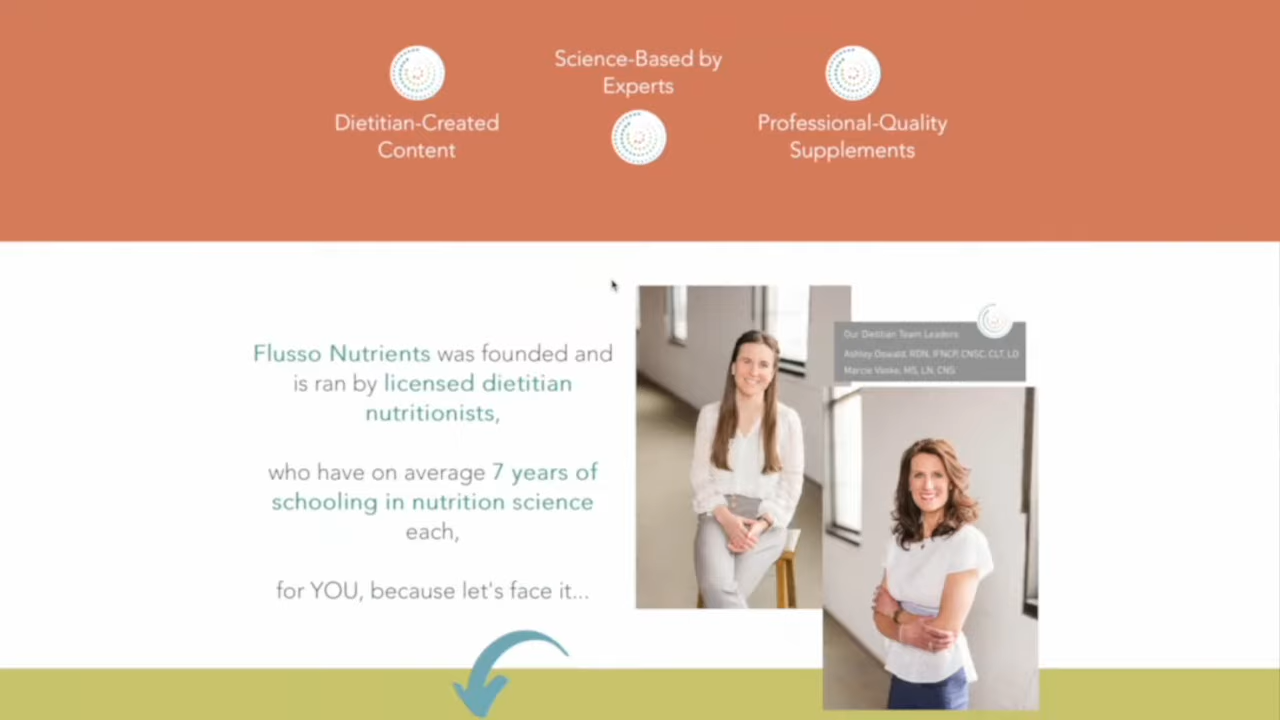 Dietitian-Created
Content
Science-Based by
Experts
Professional-Quality
Supplements
Flusso Nutrients was founded and
is ran by licensed dietitian
nutritionists,
who have on average 7 years of
schooling in nutrition science
each,
for YOU, because let's face it...
Our Dietitian Team Leaders
Ashley Oswald, RDN, IFNCP, CNSC, CLT, LD
Marcie Vaske, MS, LN, CNS